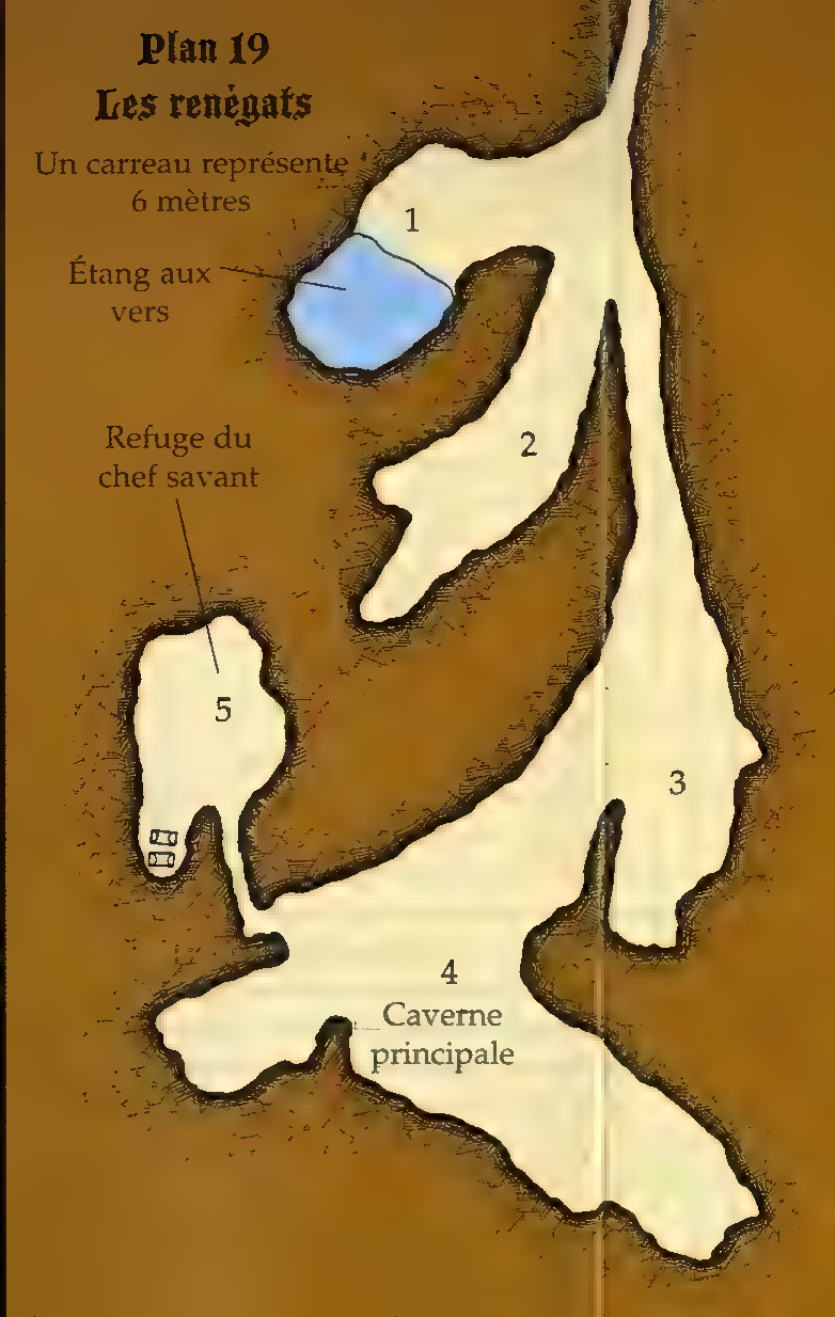 Plan 19
Les renégats
Un carreau représente
6 mètres
1
Étang aux
vers
2
Refuge du
chef savant
5
3
4
Caverne
principale